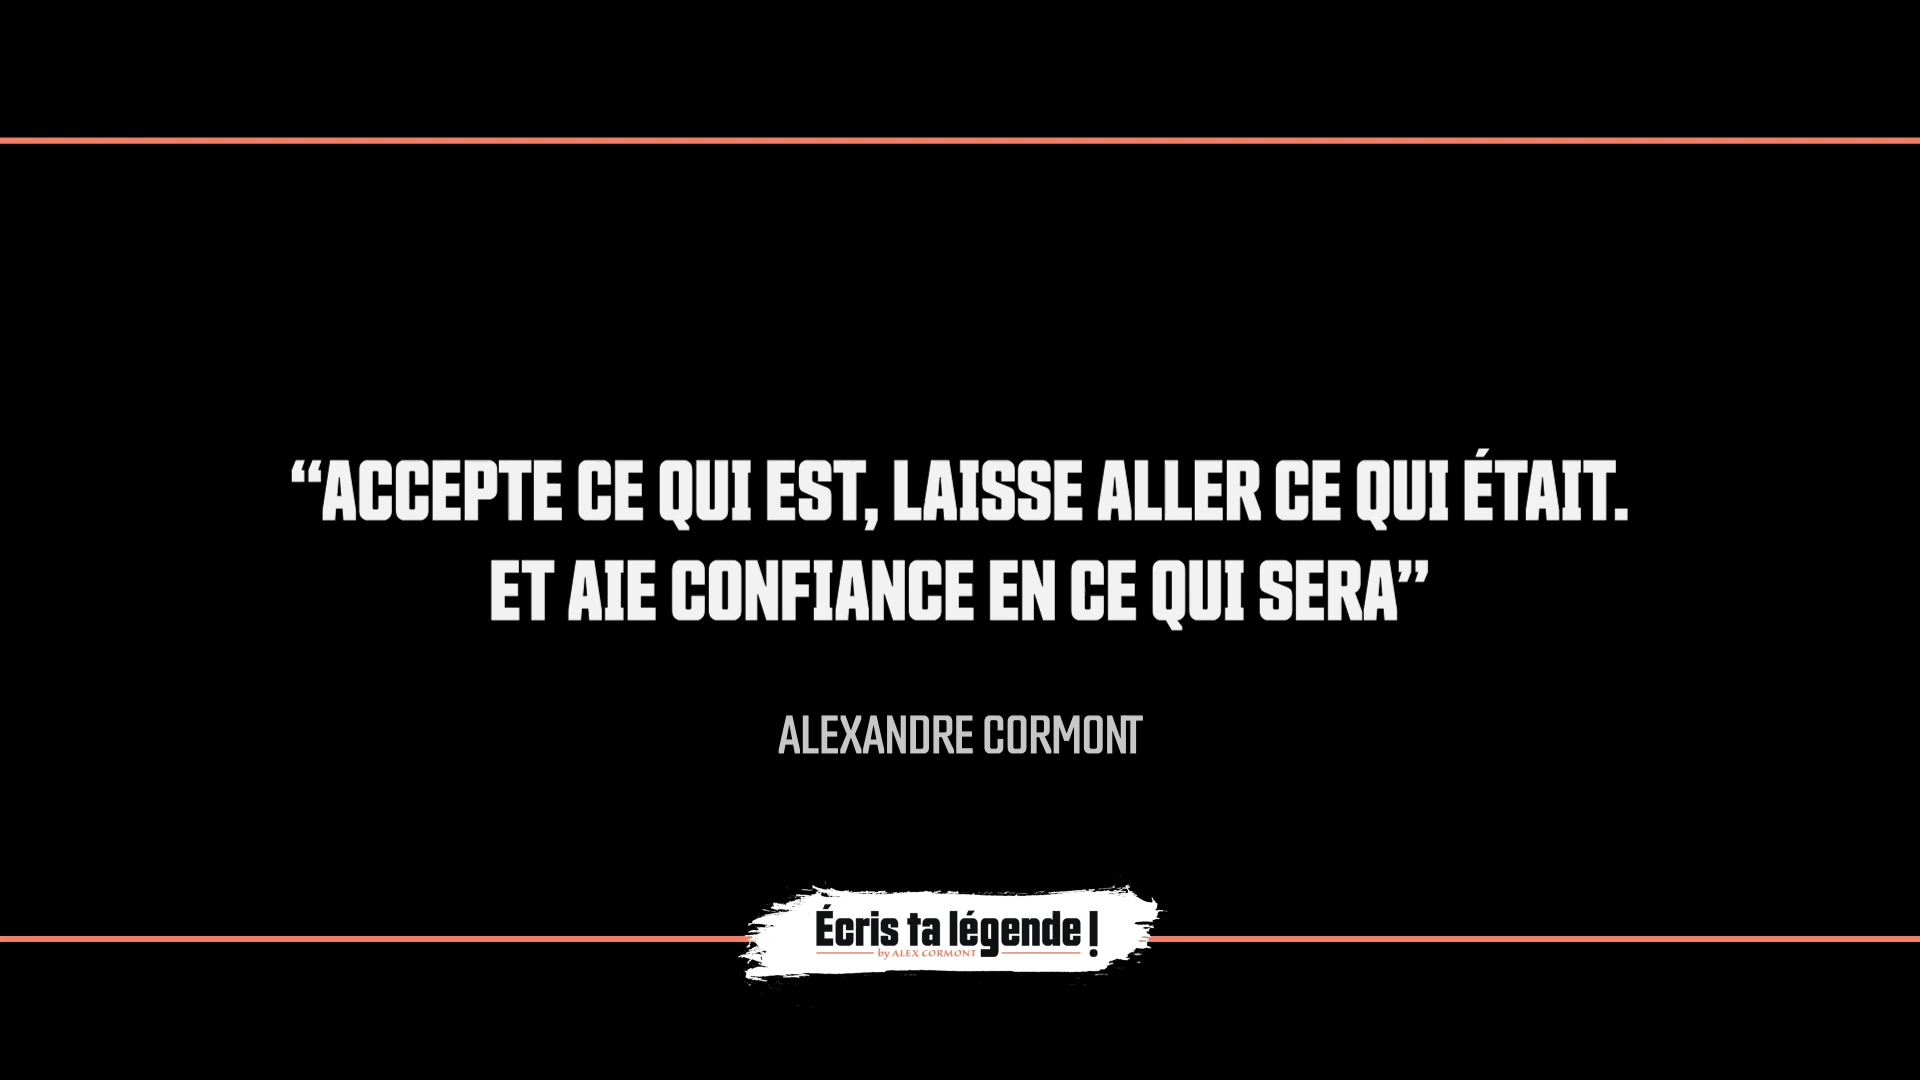 “ACCEPTE CE QUI EST, LAISSE ALLER CE QUI ÉTAIT.
ET AIE CONFIANCE EN CE QUI SERA”
ALEXANDRE CORMONT
Écris ta légende !
by ALEX CORMONT